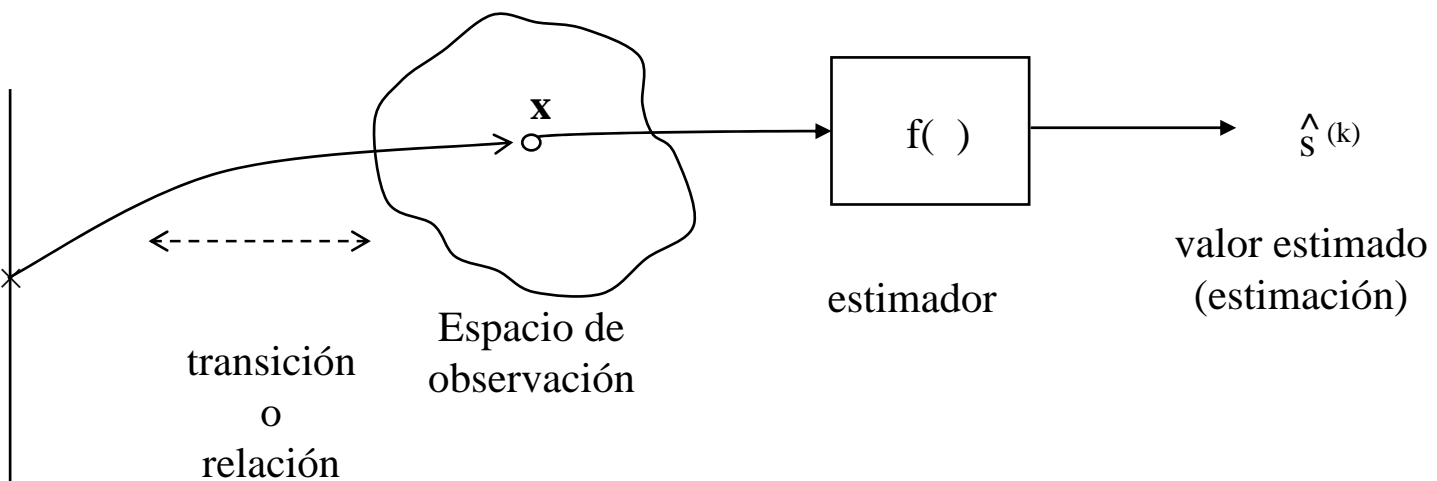 x
f( )
ŝ (k)
transición
o
relación
Espacio de
observación
estimador
valor estimado
(estimación)